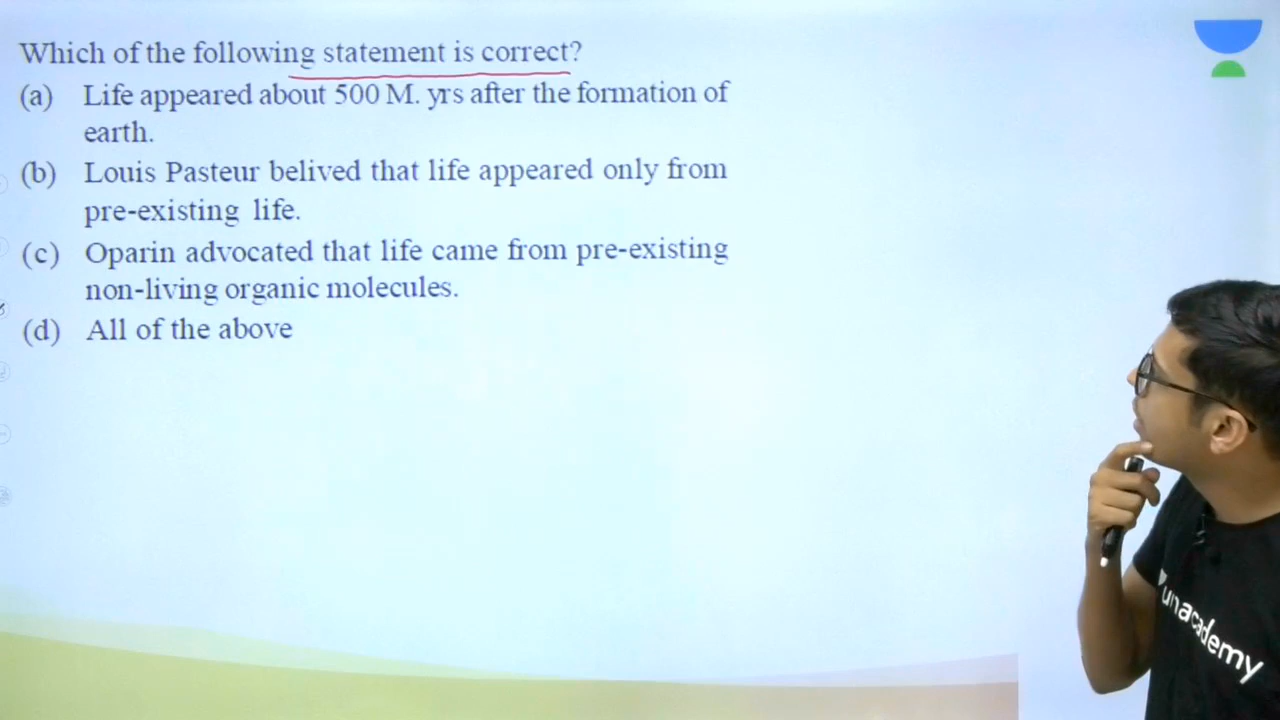 Which of the following statement is correct?
(a) Life appeared about 500 M. yrs after the formation of
earth.
(b) Louis Pasteur belived that life appeared only from
pre-existing life.
(c) Oparin advocated that life came from pre-existing
non-living organic molecules.
(d) All of the above
unacademy